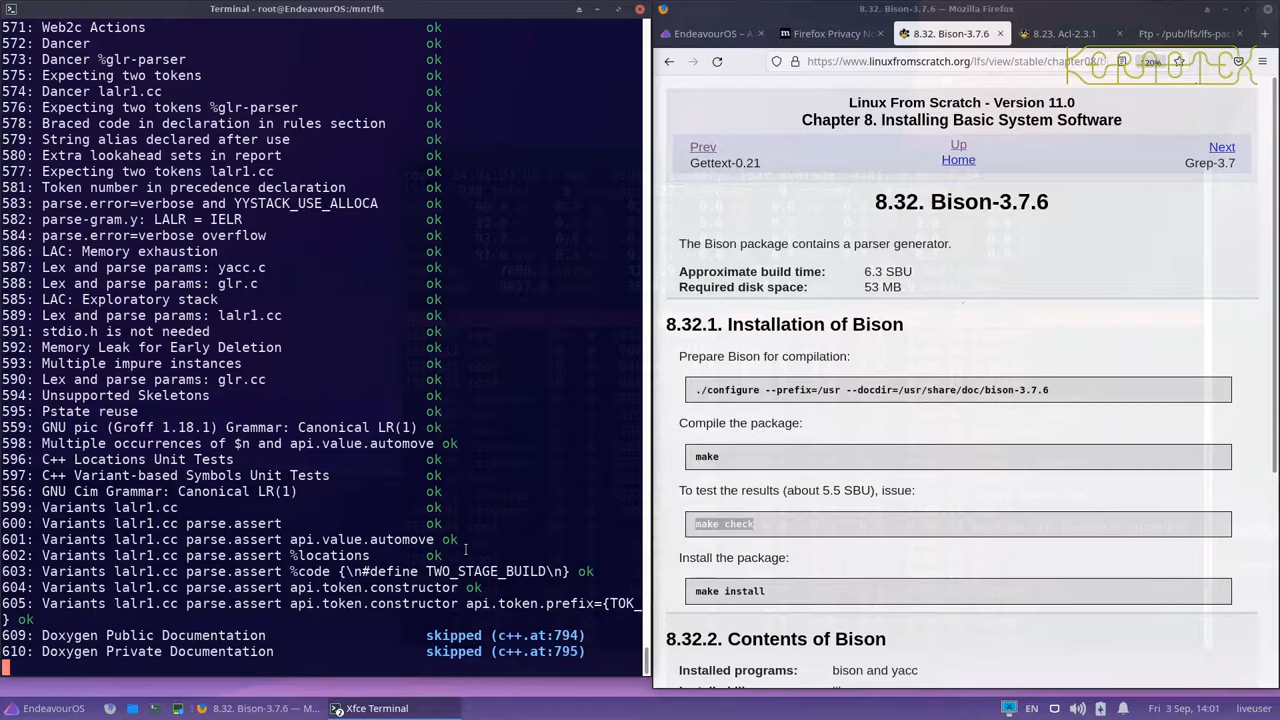 Terminal - root@EndeavourOS:/mnt/lfs
571: Web2c Actions ok
572: Dancer ok
573: Dancer %glr-parser ok
575: Expecting two tokens ok
574: Dancer lalr1.cc ok
576: Expecting two tokens %glr-parser ok
578: Braced code in declaration in rules section ok
579: String alias declared after use ok
580: Extra lookahead sets in report ok
577: Expecting two tokens lalr1.cc ok
581: Token number in precedence declaration ok
583: parse.error=verbose and YYSTACK_USE_ALLOCA ok
582: parse-gram.y: LALR = IELR ok
584: parse.error=verbose overflow ok
586: LAC: Memory exhaustion ok
587: Lex and parse params: yacc.c ok
588: Lex and parse params: glr.c ok
585: LAC: Exploratory stack ok
589: Lex and parse params: lalr1.cc ok
591: stdio.h is not needed ok
592: Memory Leak for Early Deletion ok
593: Multiple impure instances ok
590: Lex and parse params: glr.cc ok
594: Unsupported Skeletons ok
595: Pstate reuse ok
559: GNU pic (Groff 1.18.1) Grammar: Canonical LR(1) ok
598: Multiple occurrences of $n and api.value.automove ok
596: C++ Locations Unit Tests ok
597: C++ Variant-based Symbols Unit Tests ok
556: GNU Cim Grammar: Canonical LR(1) ok
599: Variants lalr1.cc ok
600: Variants lalr1.cc parse.assert ok
601: Variants lalr1.cc parse.assert api.value.automove ok
602: Variants lalr1.cc parse.assert %locations ok
603: Variants lalr1.cc parse.assert %code {\n#define TWO_STAGE_BUILD\n} ok
604: Variants lalr1.cc parse.assert api.token.constructor ok
605: Variants lalr1.cc parse.assert api.token.constructor api.token.prefix={TOK_
} ok
609: Doxygen Public Documentation skipped (c++.at:794)
610: Doxygen Private Documentation skipped (c++.at:795)
8.32. Bison-3.7.6 — Mozilla Firefox
EndeavourOS – A
Firefox Privacy No
8.32. Bison-3.7.6
8.23. Acl-2.3.1
Ftp - /pub/lfs/lfs-pac
https://www.linuxfromscratch.org/lfs/view/stable/chapter08/
120%
Linux From Scratch - Version 11.0
Chapter 8. Installing Basic System Software
Prev Up Next
Gettext-0.21 Home Grep-3.7
8.32. Bison-3.7.6
The Bison package contains a parser generator.
Approximate build time: 6.3 SBU
Required disk space: 53 MB
8.32.1. Installation of Bison
Prepare Bison for compilation:
./configure --prefix=/usr --docdir=/usr/share/doc/bison-3.7.6
Compile the package:
make
To test the results (about 5.5 SBU), issue:
make check
Install the package:
make install
8.32.2. Contents of Bison
Installed programs: bison and yacc
EndeavourOS
8.32. Bison-3.7.6 — M...
Xfce Terminal
EN
Fri 3 Sep, 14:01
liveuser